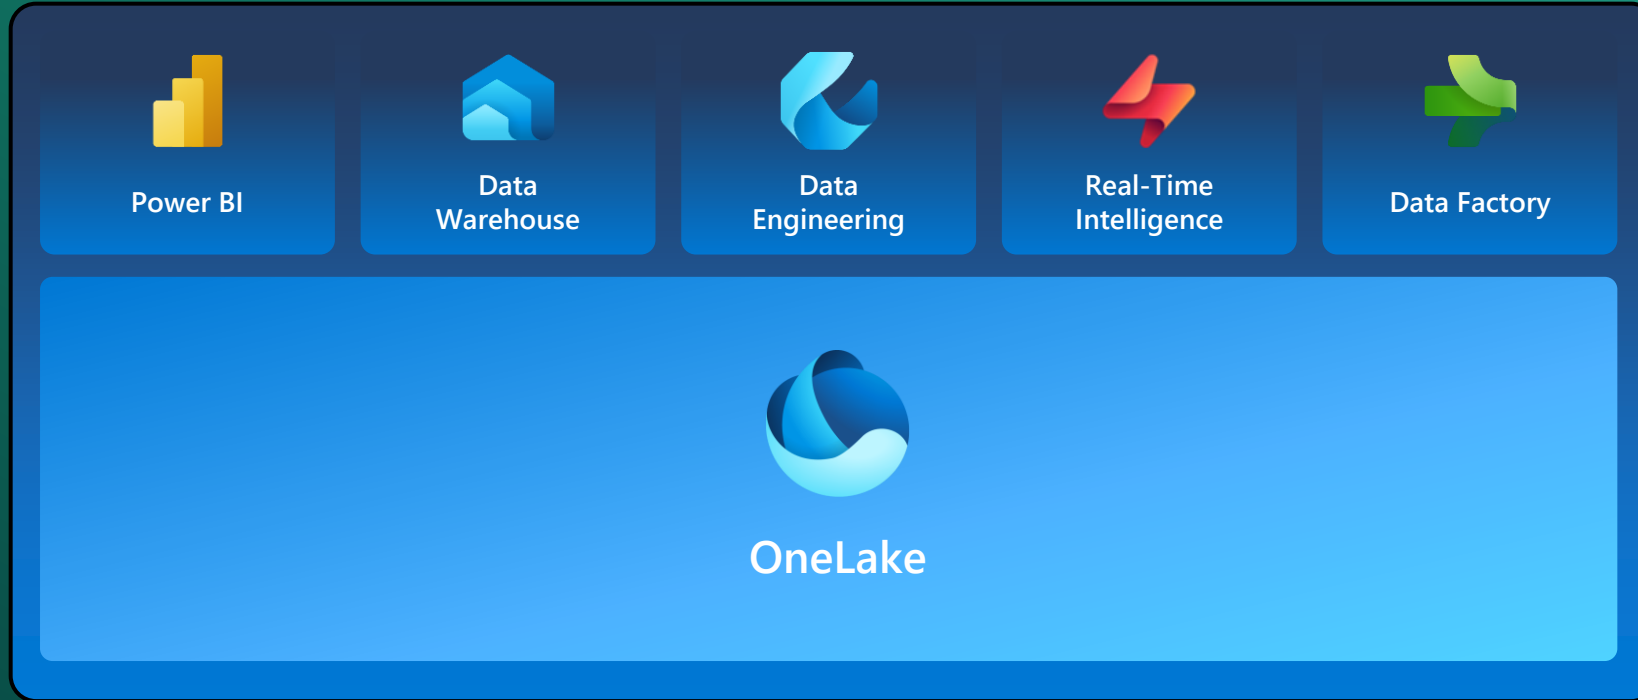 Power BI
Data
Warehouse
Data
Engineering
Real-Time
Intelligence
Data Factory
OneLake